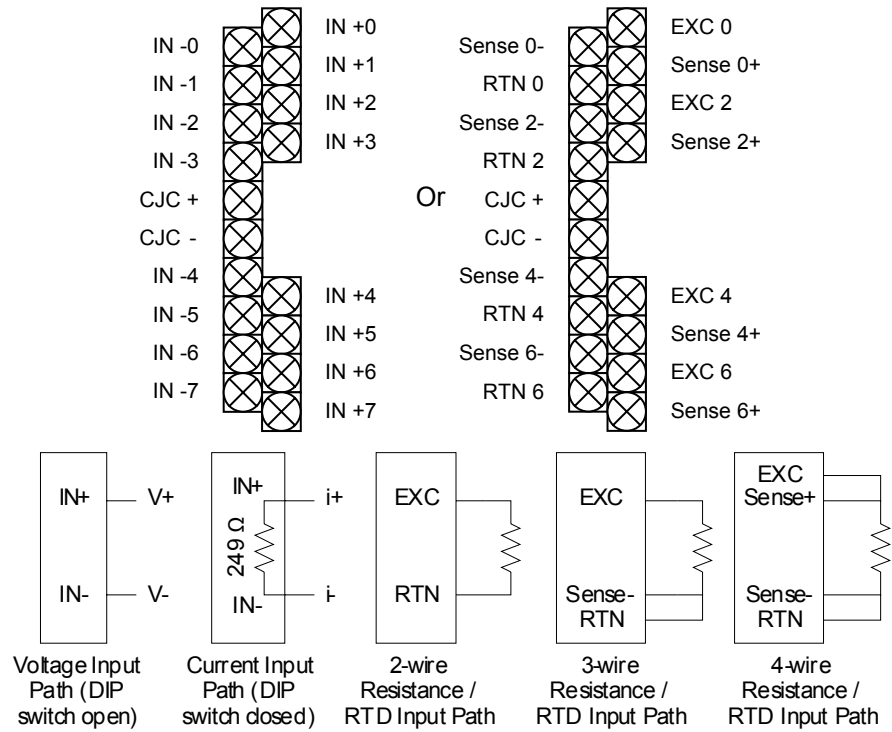 IN -0
IN +0
IN -1
IN +1
IN -2
IN +2
IN -3
IN +3
CJC +
CJC -
IN -4
IN +4
IN -5
IN +5
IN -6
IN +6
IN -7
IN +7
Or
Sense 0-
EXC 0
RTN 0
Sense 0+
Sense 2-
EXC 2
RTN 2
Sense 2+
CJC +
CJC -
Sense 4-
EXC 4
RTN 4
Sense 4+
Sense 6-
EXC 6
RTN 6
Sense 6+
IN+
V+
IN-
V-
Voltage Input
Path (DIP
switch open)
IN+
i+
249 Ω
IN-
i-
Current Input
Path (DIP
switch closed)
EXC
RTN
2-wire
Resistance /
RTD Input Path
EXC
Sense-
RTN
3-wire
Resistance /
RTD Input Path
EXC
Sense+
Sense-
RTN
4-wire
Resistance /
RTD Input Path